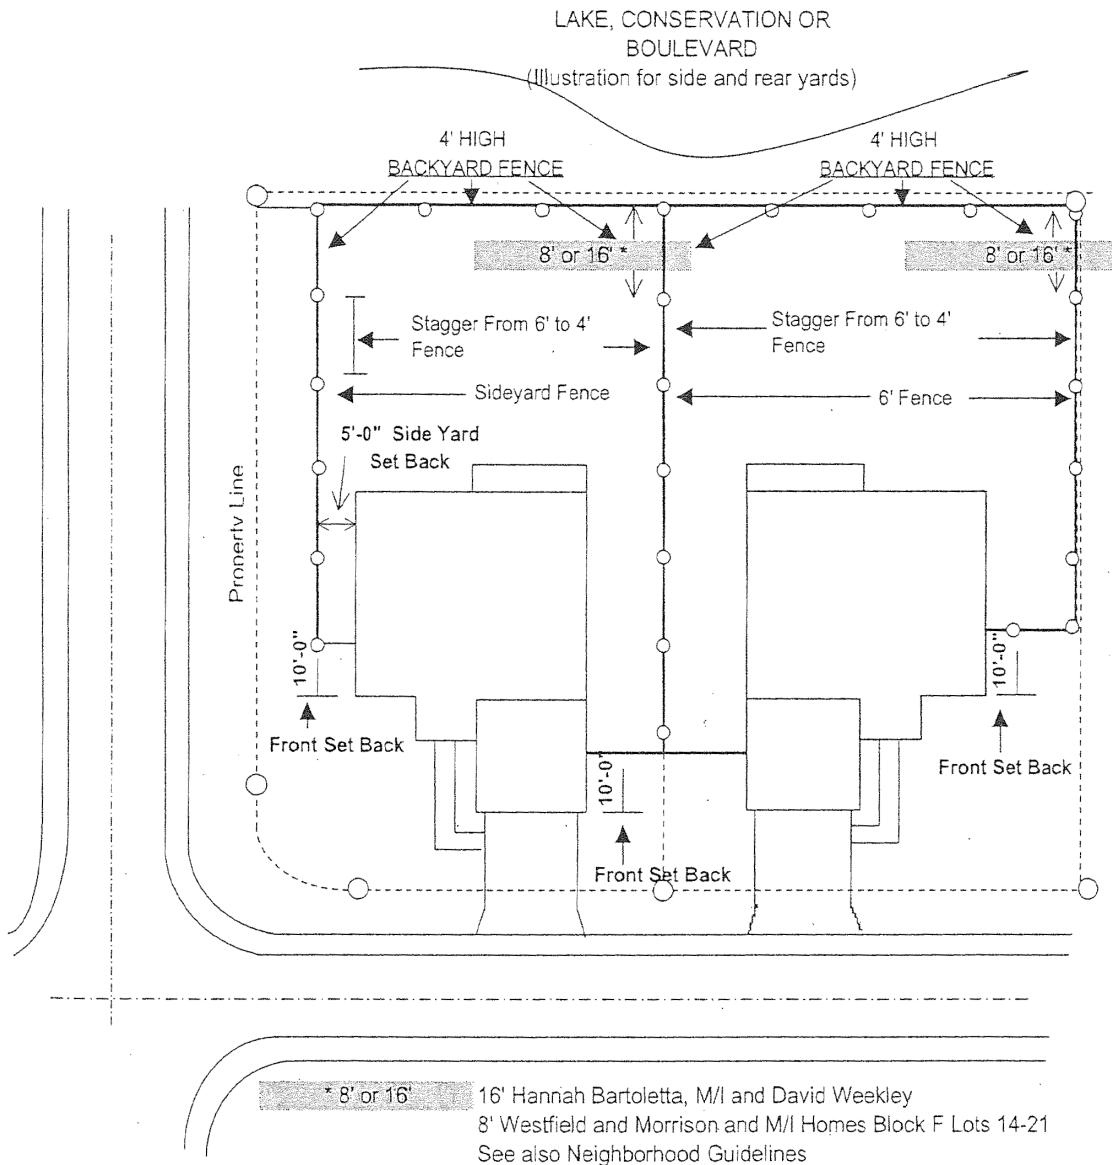 LAKE, CONSERVATION OR
BOULEVARD
(Illustration for side and rear yards)
4' HIGH
BACKYARD FENCE
4' HIGH
BACKYARD FENCE
8' or 16' *
8' or 16' *
Stagger From 6' to 4'
Fence
Stagger From 6' to 4'
Fence
Sideyard Fence
6' Fence
5'-0" Side Yard
Set Back
Property Line
10'-0"
Front Set Back
10'-0"
Front Set Back
10'-0"
Front Set Back
* 8' or 16'
16' Hannah Bartoletta, M/I and David Weekley
8' Westfield and Morrison and M/I Homes Block F Lots 14-21
See also Neighborhood Guidelines